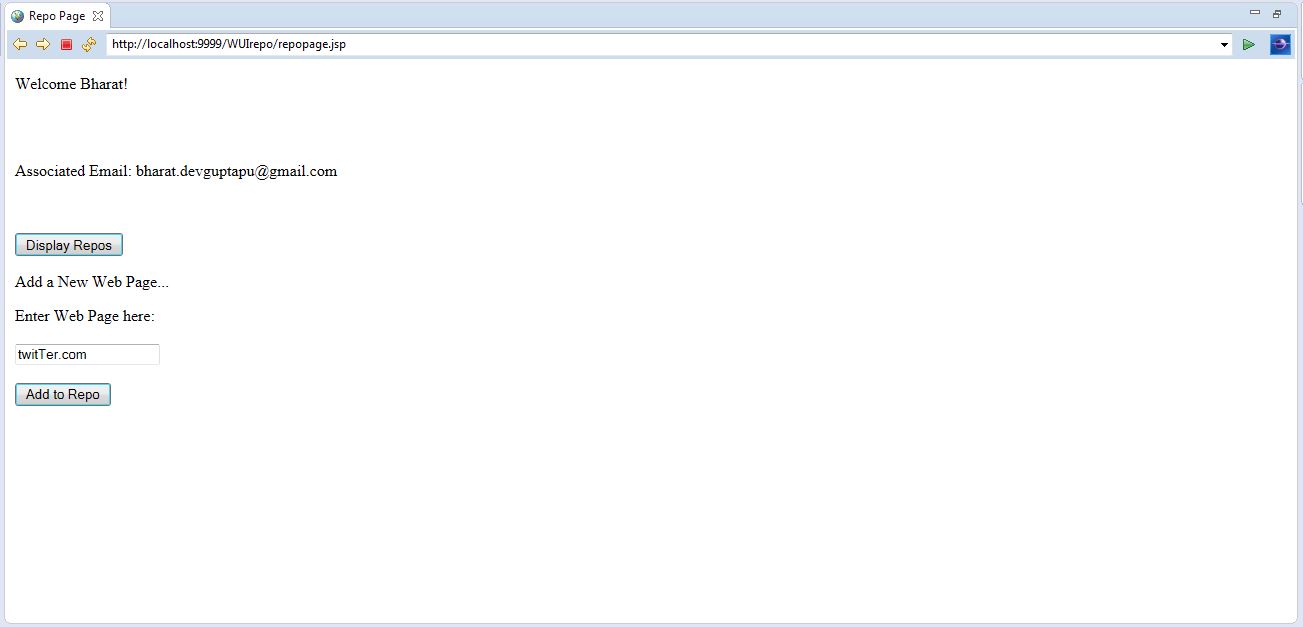 Repo Page
http://localhost:9999/WUIrepo/repopage.jsp
Welcome Bharat!
Associated Email: bharat.devguptapu@gmail.com
Display Repos
Add a New Web Page...
Enter Web Page here:
twitTer.com
Add to Repo